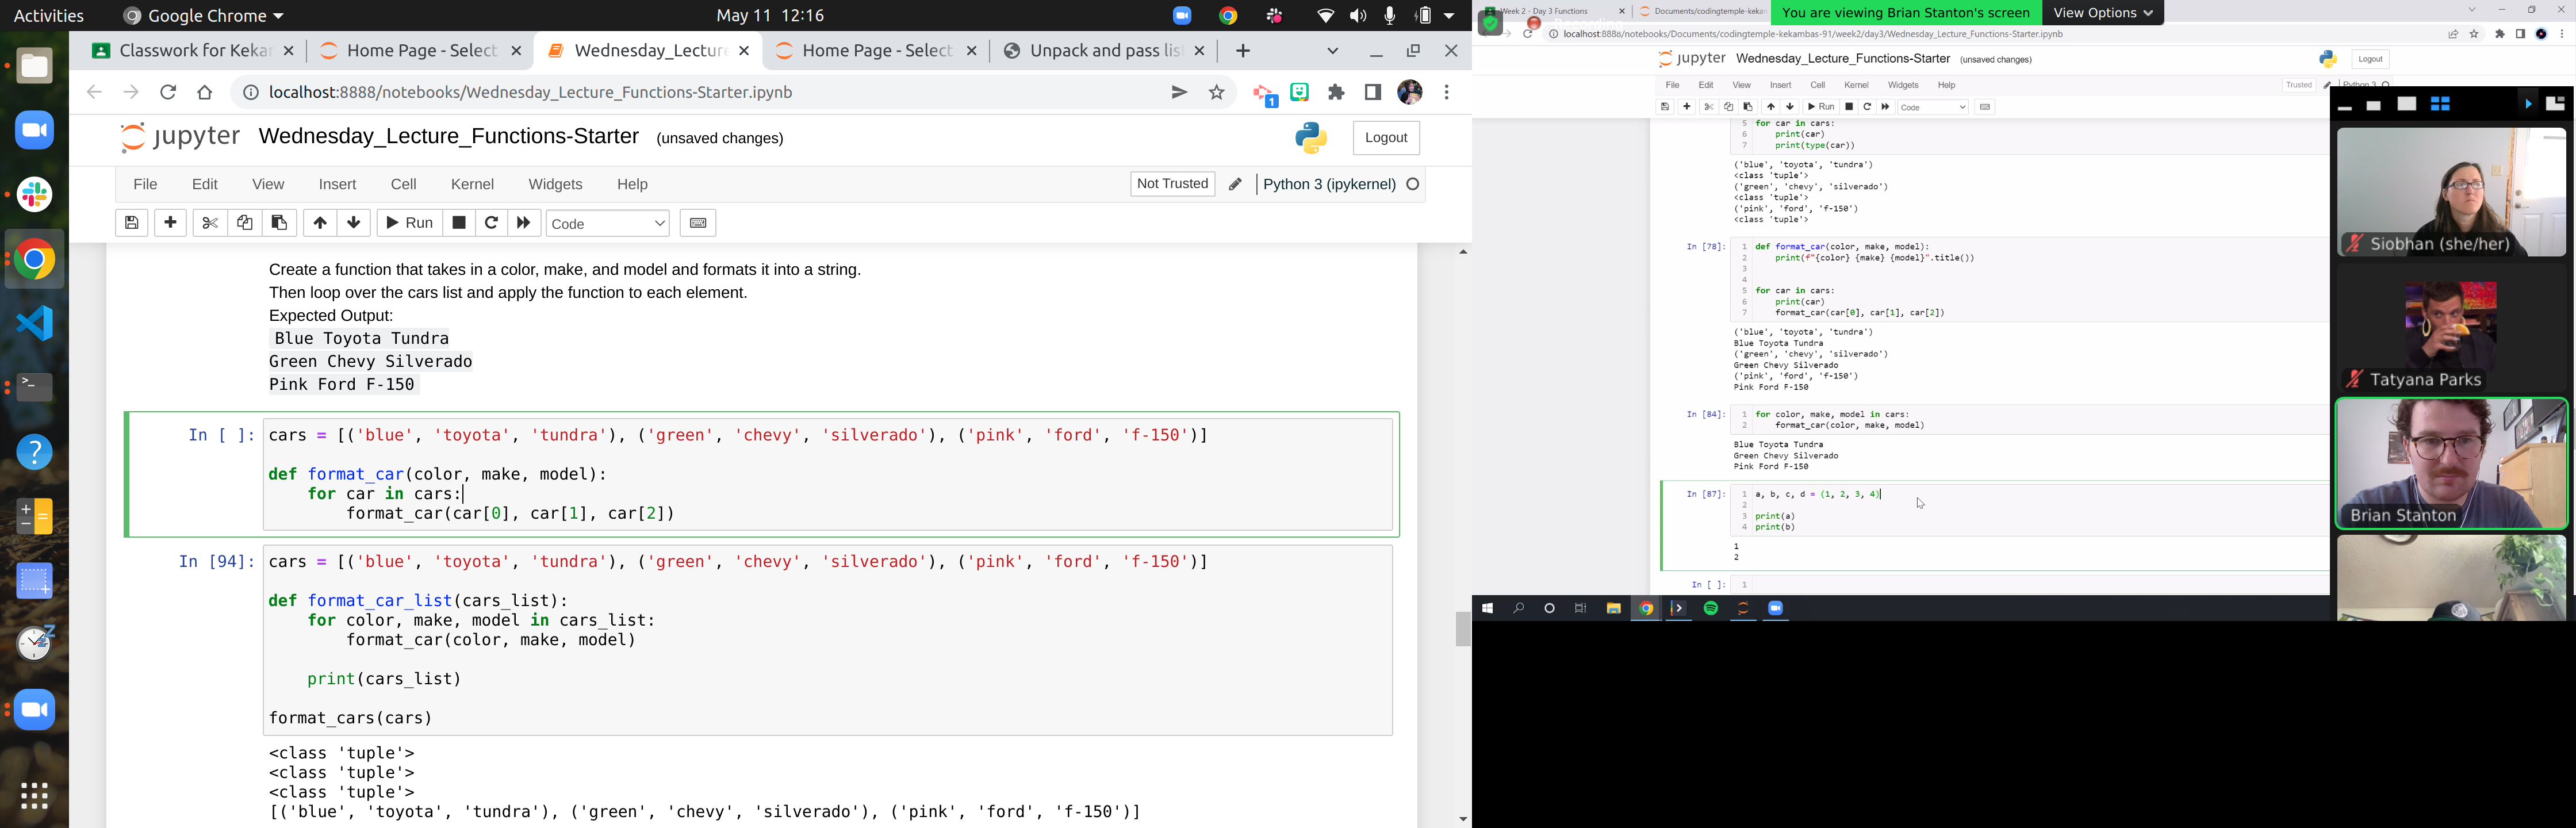 Activities
Google Chrome
May 11 12:16
Classwork for Keka
Home Page - Select
Wednesday_Lecture
Home Page - Select
Unpack and pass lis
localhost:8888/notebooks/Wednesday_Lecture_Functions-Starter.ipynb
1
jupyter Wednesday_Lecture_Functions-Starter (unsaved changes)
Logout
File Edit View Insert Cell Kernel Widgets Help
Not Trusted
Python 3 (ipykernel)
Run
Code
Create a function that takes in a color, make, and model and formats it into a string.
Then loop over the cars list and apply the function to each element.
Expected Output:
Blue Toyota Tundra
Green Chevy Silverado
Pink Ford F-150
In [ ]: cars = [('blue', 'toyota', 'tundra'), ('green', 'chevy', 'silverado'), ('pink', 'ford', 'f-150')]
def format_car(color, make, model):
for car in cars:
format_car(car[0], car[1], car[2])
In [94]: cars = [('blue', 'toyota', 'tundra'), ('green', 'chevy', 'silverado'), ('pink', 'ford', 'f-150')]
def format_car_list(cars_list):
for color, make, model in cars_list:
format_car(color, make, model)
print(cars_list)
format_cars(cars)
<class 'tuple'>
<class 'tuple'>
<class 'tuple'>
[('blue', 'toyota', 'tundra'), ('green', 'chevy', 'silverado'), ('pink', 'ford', 'f-150')]
Week 2 - Day 3 Functions
Documents/codingtemple-keka
You are viewing Brian Stanton's screen
View Options
Recording
localhost:8888/notebooks/Documents/codingtemple-kekambas-91/week2/day3/Wednesday_Lecture_Functions-Starter.ipynb
jupyter Wednesday_Lecture_Functions-Starter (unsaved changes)
Logout
File Edit View Insert Cell Kernel Widgets Help
Trusted
Python 3
Run
Code
5 for car in cars:
6 print(car)
7 print(type(car))
('blue', 'toyota', 'tundra')
<class 'tuple'>
('green', 'chevy', 'silverado')
<class 'tuple'>
('pink', 'ford', 'f-150')
<class 'tuple'>
In [78]: 1 def format_car(color, make, model):
2 print(f"{color} {make} {model}".title())
3
4
5 for car in cars:
6 print(car)
7 format_car(car[0], car[1], car[2])
('blue', 'toyota', 'tundra')
Blue Toyota Tundra
('green', 'chevy', 'silverado')
Green Chevy Silverado
('pink', 'ford', 'f-150')
Pink Ford F-150
In [84]: 1 for color, make, model in cars:
2 format_car(color, make, model)
Blue Toyota Tundra
Green Chevy Silverado
Pink Ford F-150
In [87]: 1 a, b, c, d = (1, 2, 3, 4)
2
3 print(a)
4 print(b)
1
2
In [ ]: 1
Siobhan (she/her)
Tatyana Parks
Brian Stanton